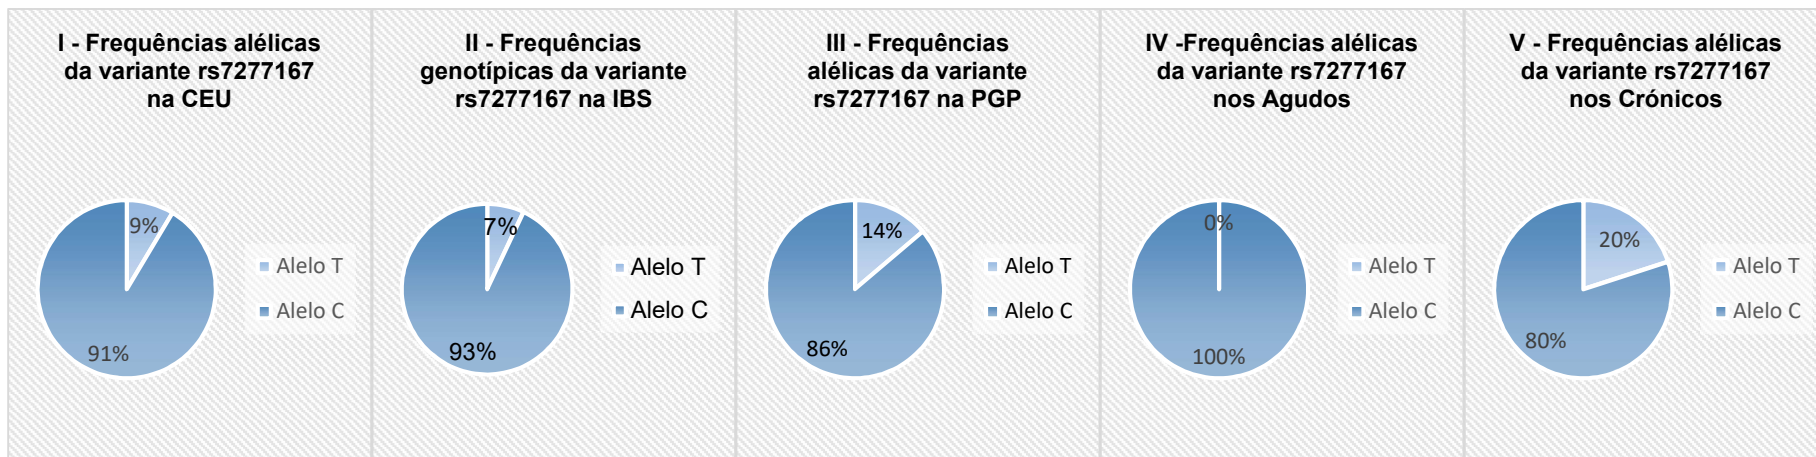 I - Frequências alélicas
da variante rs7277167
na CEU
9%
91%
Alelo T
Alelo C
II - Frequências
genotípicas da variante
rs7277167 na IBS
7%
93%
Alelo T
Alelo C
III - Frequências
alélicas da variante
rs7277167 na PGP
14%
86%
Alelo T
Alelo C
IV -Frequências alélicas
da variante rs7277167
nos Agudos
0%
100%
Alelo T
Alelo C
V - Frequências alélicas
da variante rs7277167
nos Crónicos
20%
80%
Alelo T
Alelo C